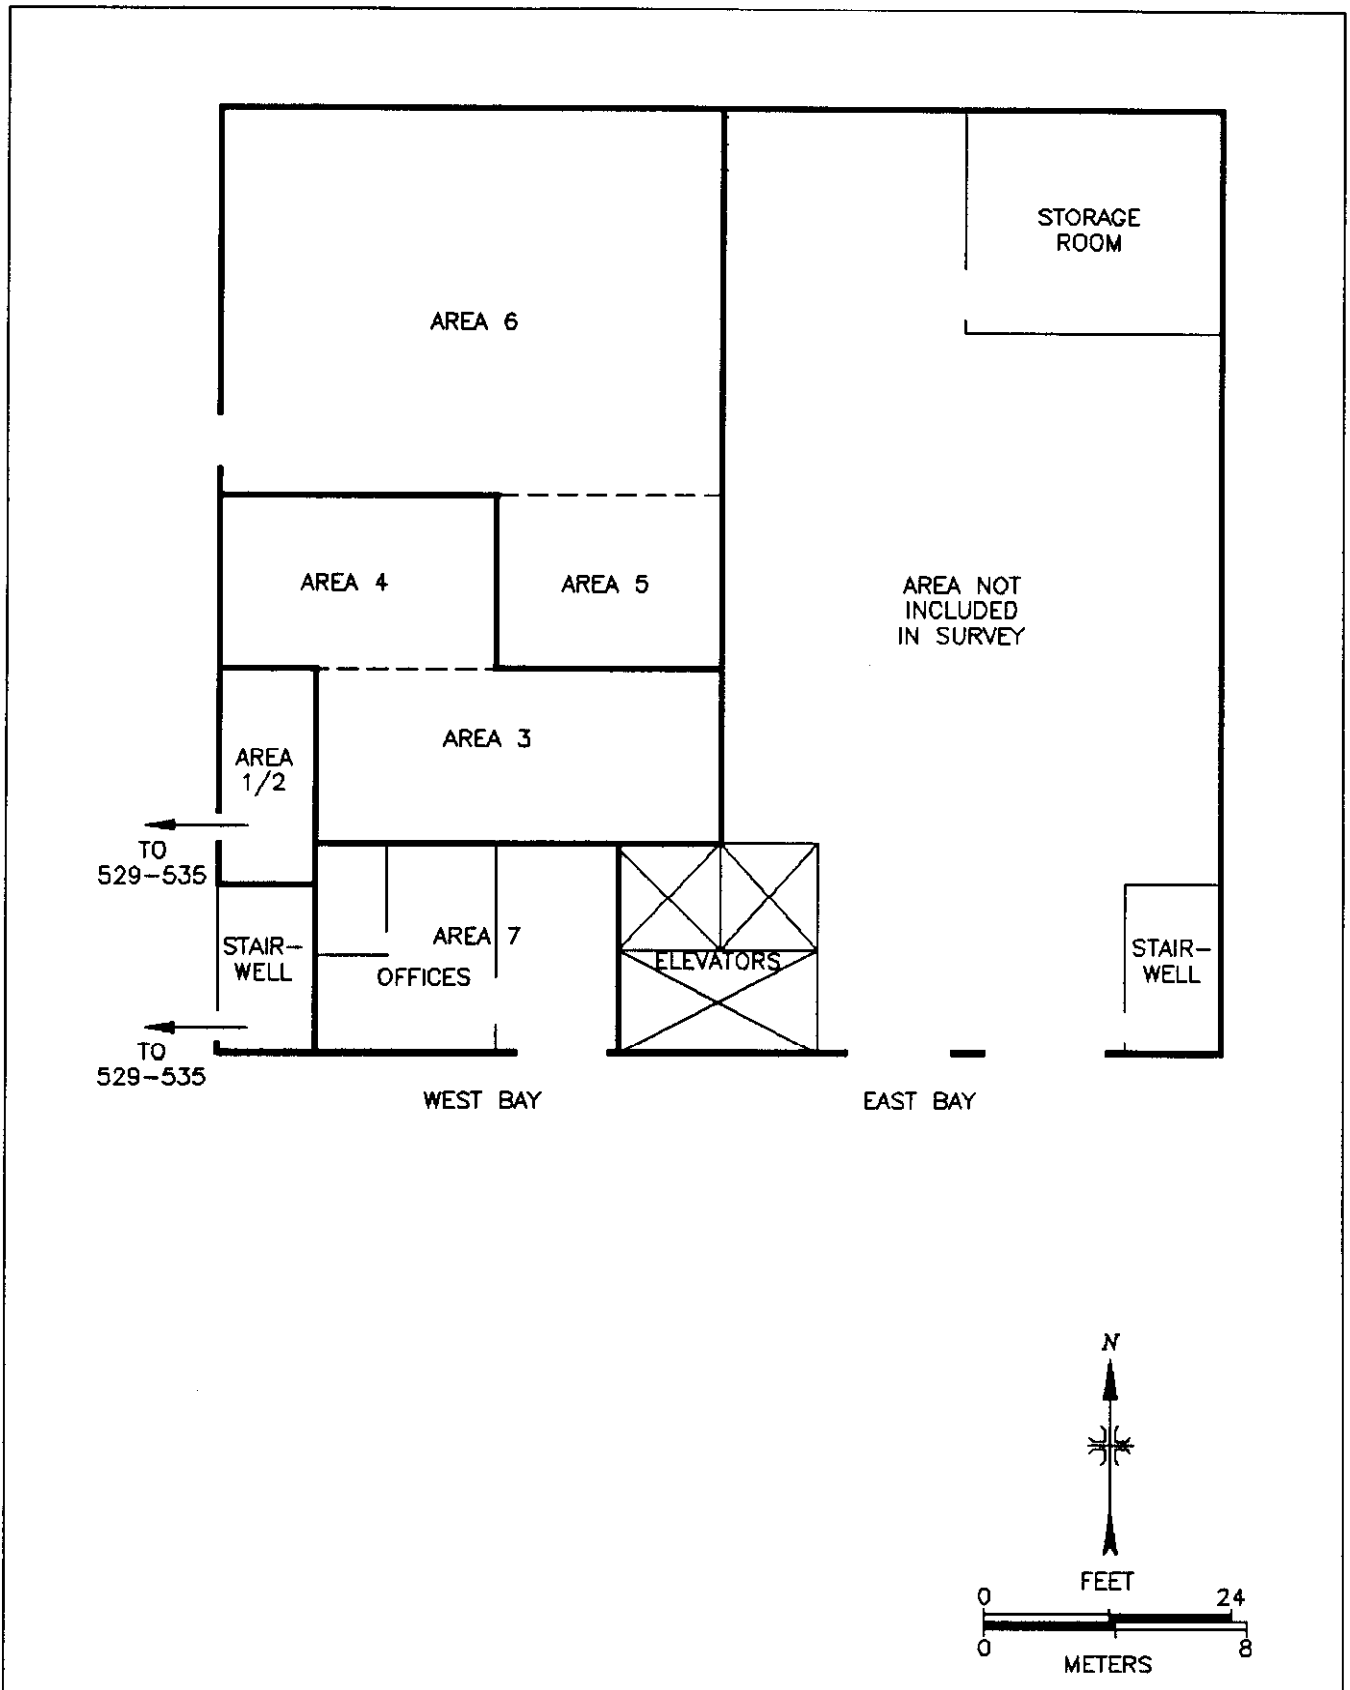 STORAGE
ROOM
AREA 6
AREA 4
AREA 5
AREA NOT
INCLUDED
IN SURVEY
AREA 3
AREA
1/2
TO
529-535
AREA 7
OFFICES
STAIR-
WELL
ELEVATORS
STAIR-
WELL
TO
529-535
WEST BAY
EAST BAY
N
FEET
0 24
0 8
METERS